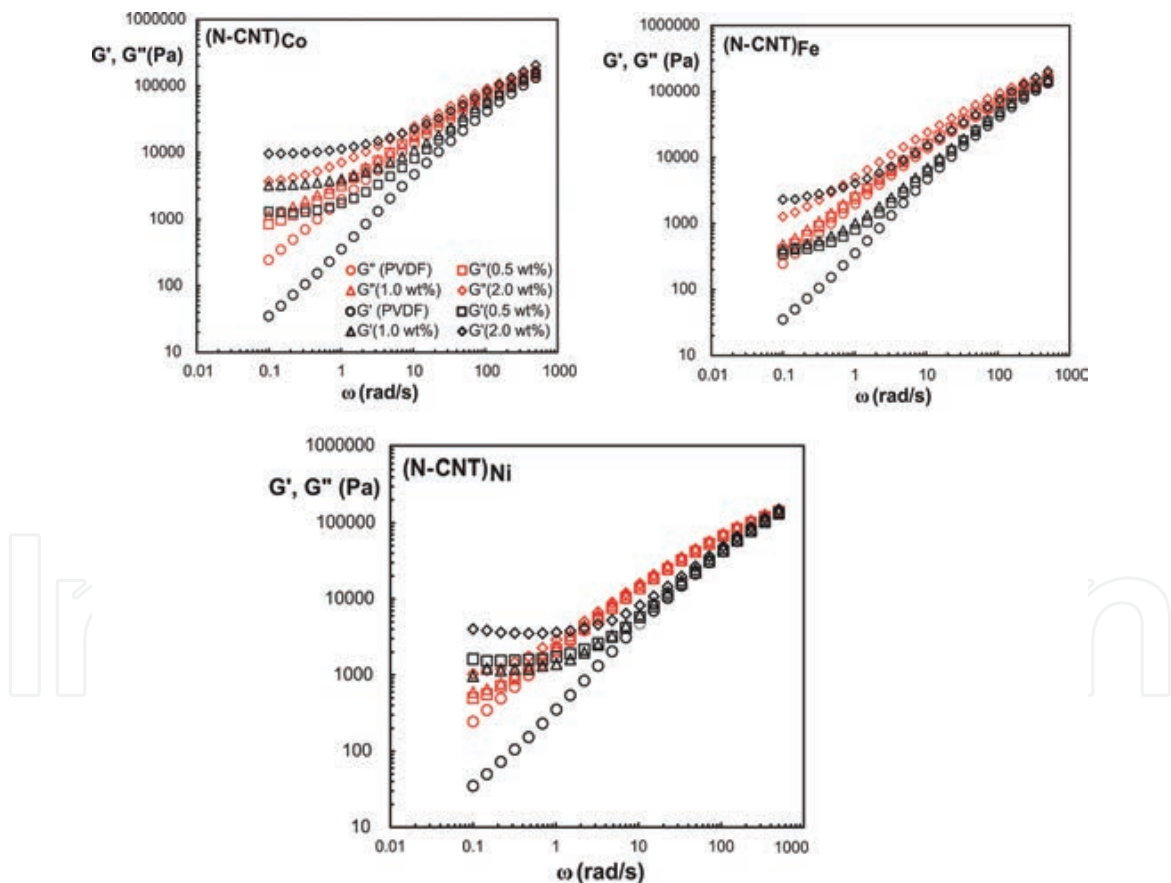 (N-CNT)Co
G', G"(Pa)
1000000
100000
10000
1000
100
10
G" (PVDF) G"(0.5 wt%)
G"(1.0 wt%) G"(2.0 wt%)
G' (PVDF) G'(0.5 wt%)
G'(1.0 wt%) G'(2.0 wt%)
0.01 0.1 1 10 100 1000
ω (rad/s)
(N-CNT)Fe
G', G" (Pa)
1000000
100000
10000
1000
100
10
0.01 0.1 1 10 100 1000
ω (rad/s)
(N-CNT)Ni
G', G" (Pa)
1000000
100000
10000
1000
100
10
0.01 0.1 1 10 100 1000
ω (rad/s)